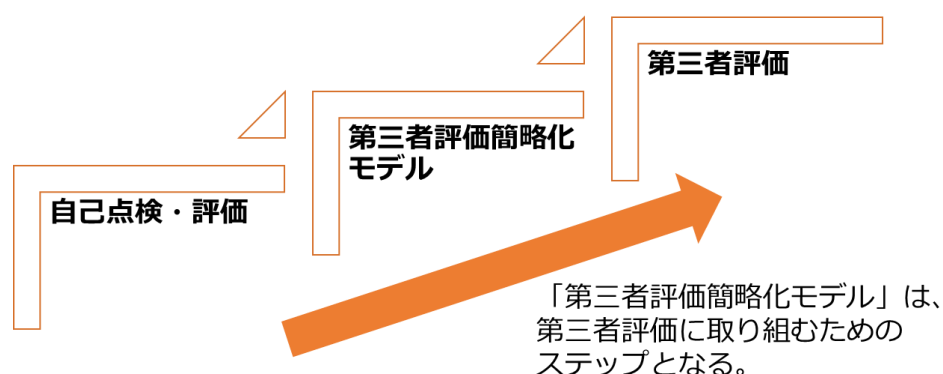 自己点検・評価
第三者評価簡略化
モデル
第三者評価
「第三者評価簡略化モデル」は、
第三者評価に取り組むための
ステップとなる。